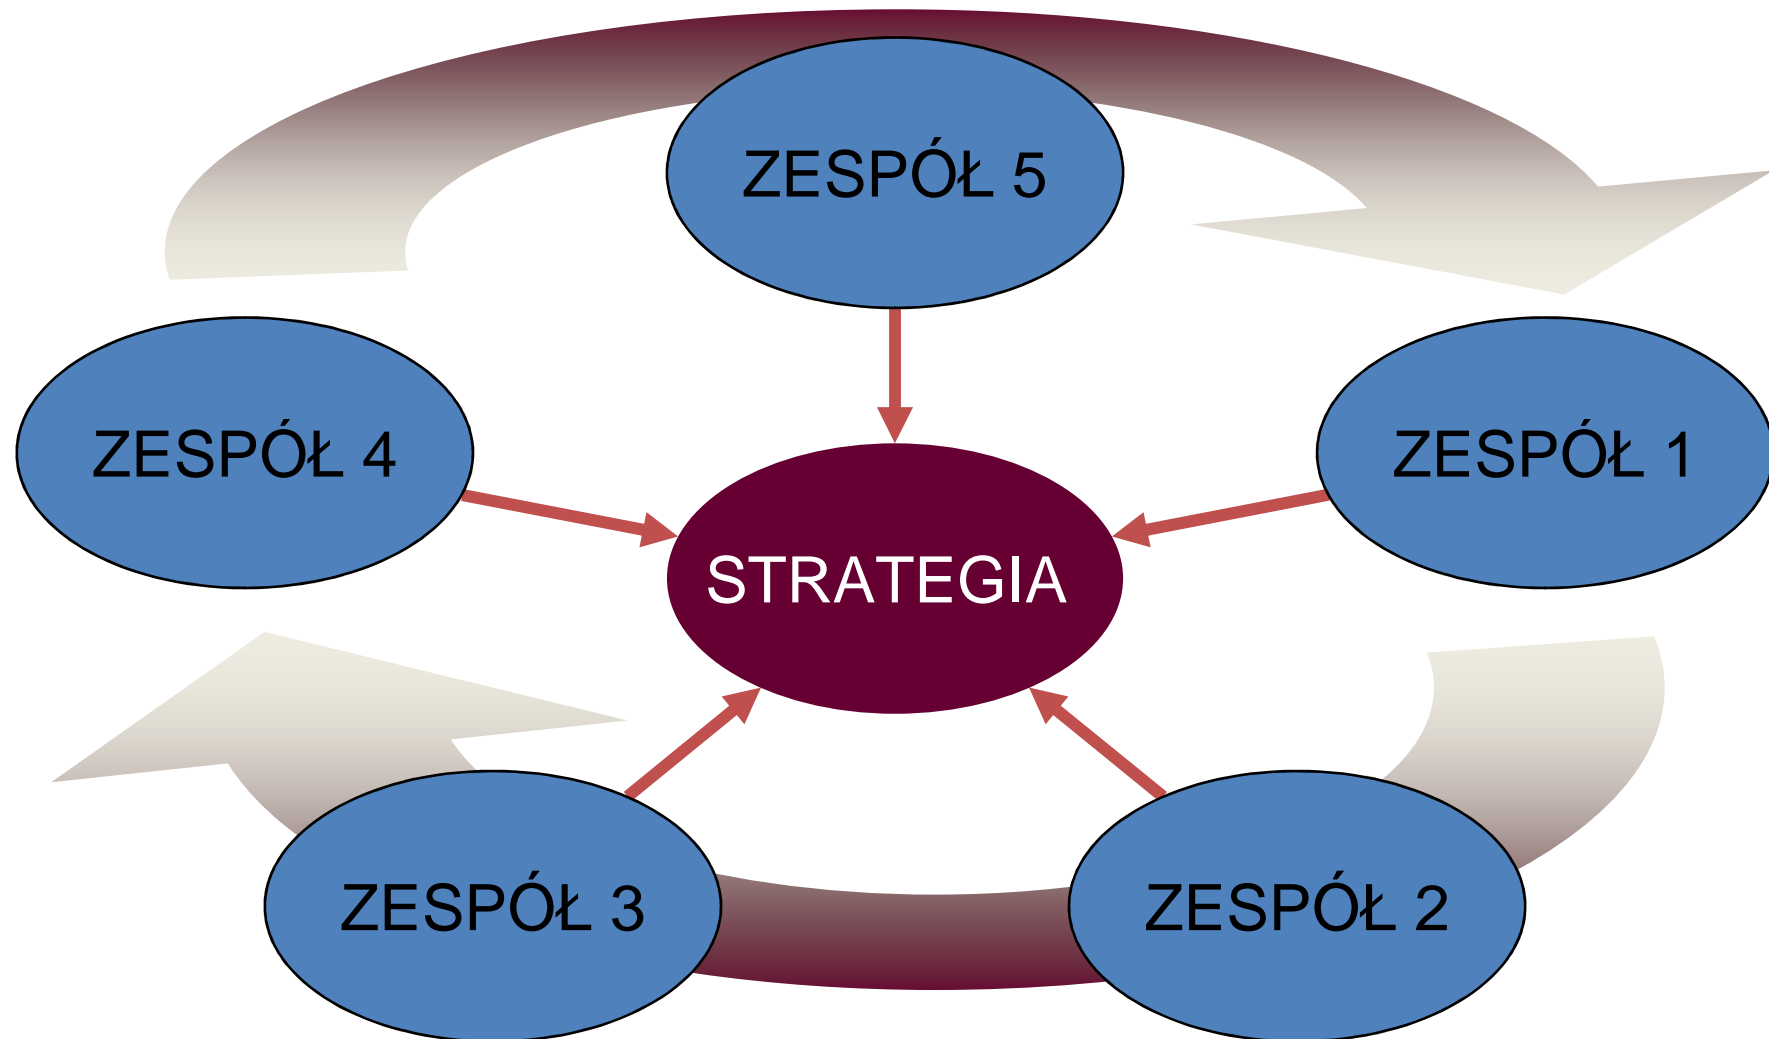 ZESPÓŁ 5
ZESPÓŁ 4
ZESPÓŁ 1
STRATEGIA
ZESPÓŁ 3
ZESPÓŁ 2